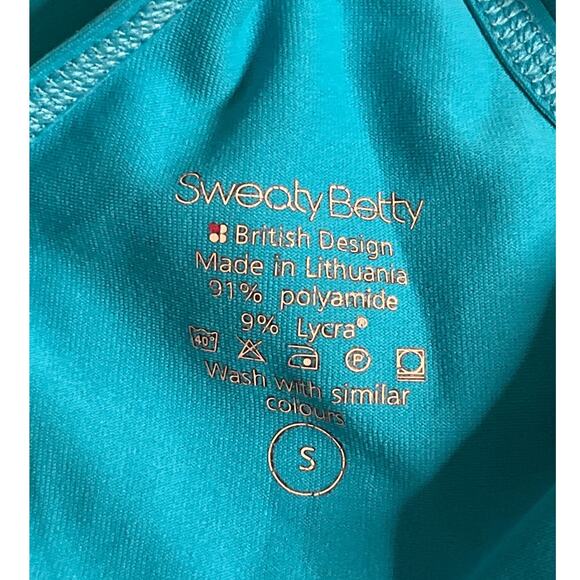 Sweaty Betty
British Design
Made in Lithuania
91% polyamide
9% Lycra®
40° P
Wash with similar
colours
S